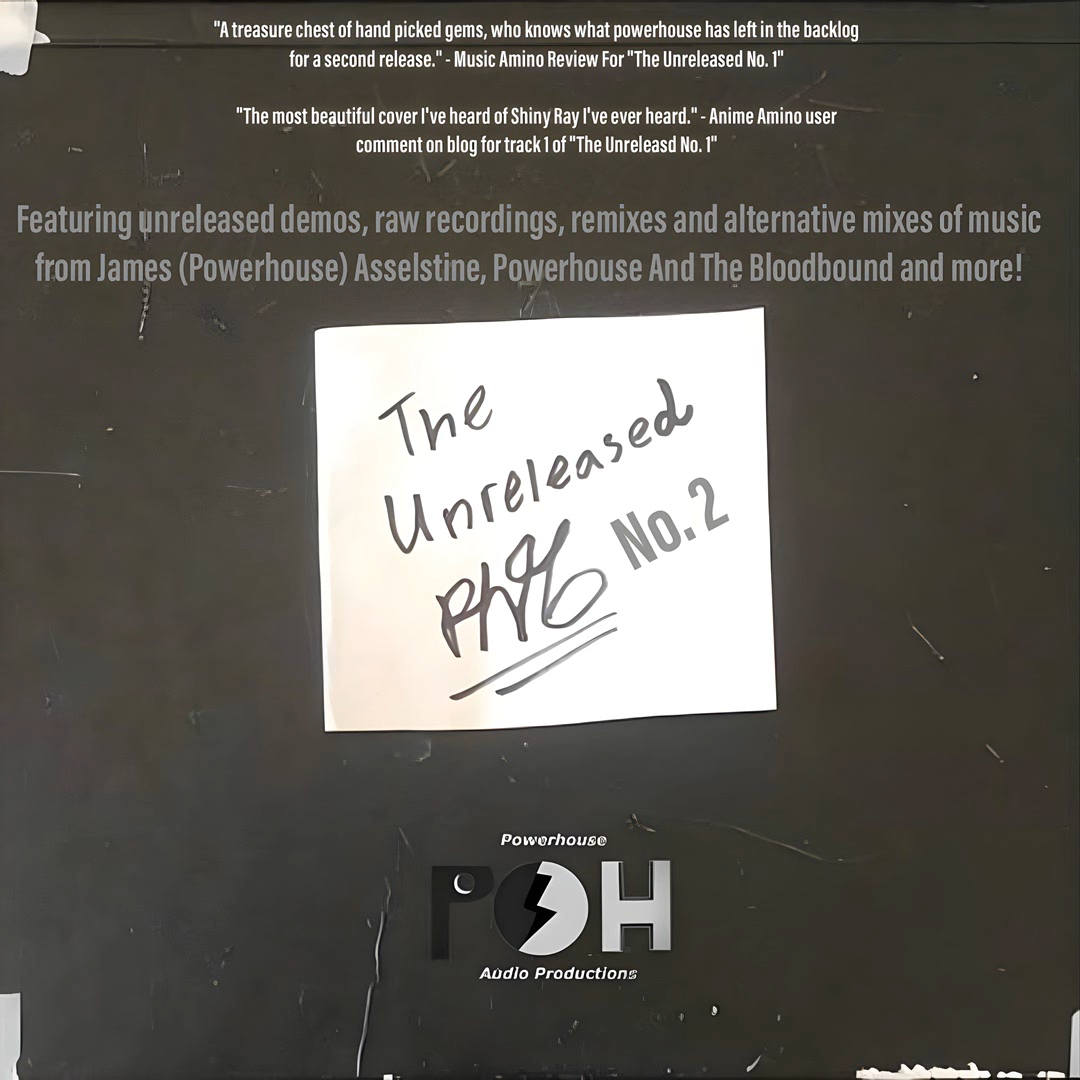 "A treasure chest of hand picked gems, who knows what powerhouse has left in the backlog
for a second release." - Music Amino Review For "The Unreleased No. 1"
"The most beautiful cover I've heard of Shiny Ray I've ever heard." - Anime Amino user
comment on blog for track 1 of "The Unreleasd No. 1"
Featuring unreleased demos, raw recordings, remixes and alternative mixes of music
from James (Powerhouse) Asselstine, Powerhouse And The Bloodbound and more!
The
Unreleased
No. 2
Powerhouse
POH
Audio Productions